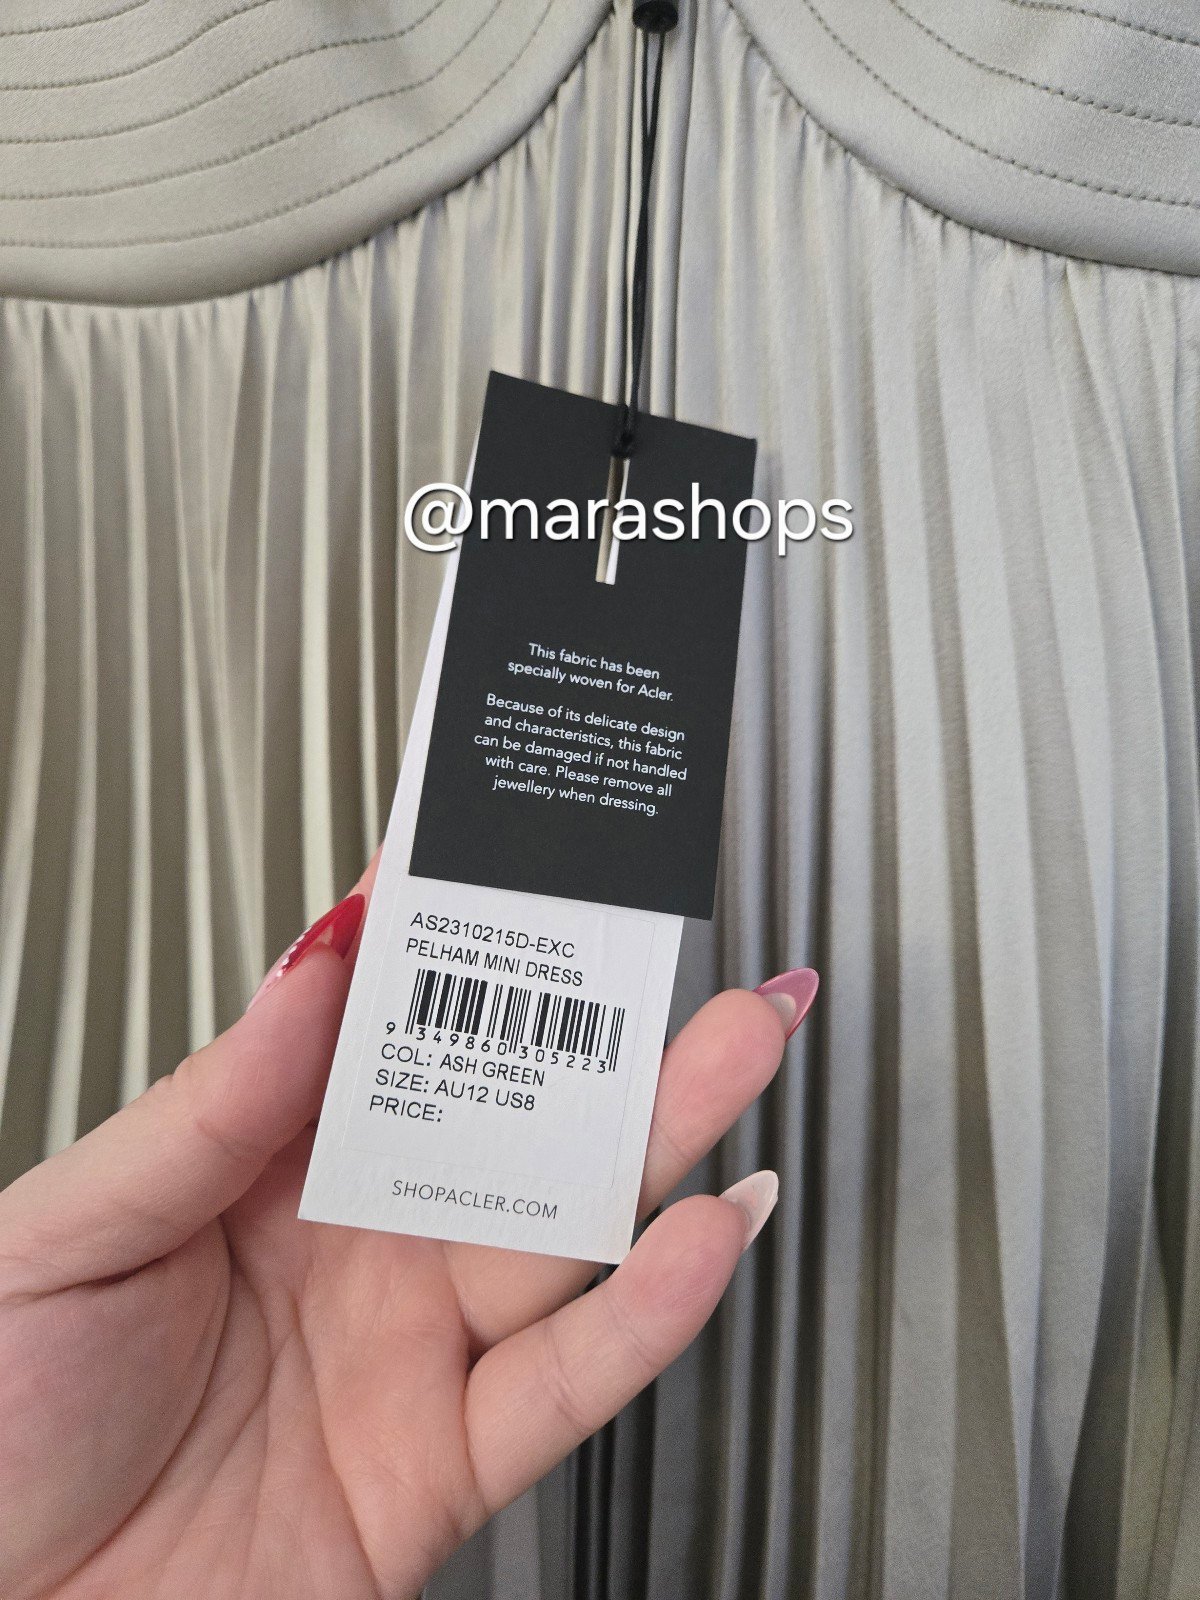 @marashops
This fabric has been
specially woven for Acler.
Because of its delicate design
and characteristics, this fabric
can be damaged if not handled
with care. Please remove all
jewellery when dressing.
AS2310215D-EXC
PELHAM MINI DRESS
9 349860 305223
COL: ASH GREEN
SIZE: AU12 US8
PRICE:
SHOPACLER.COM